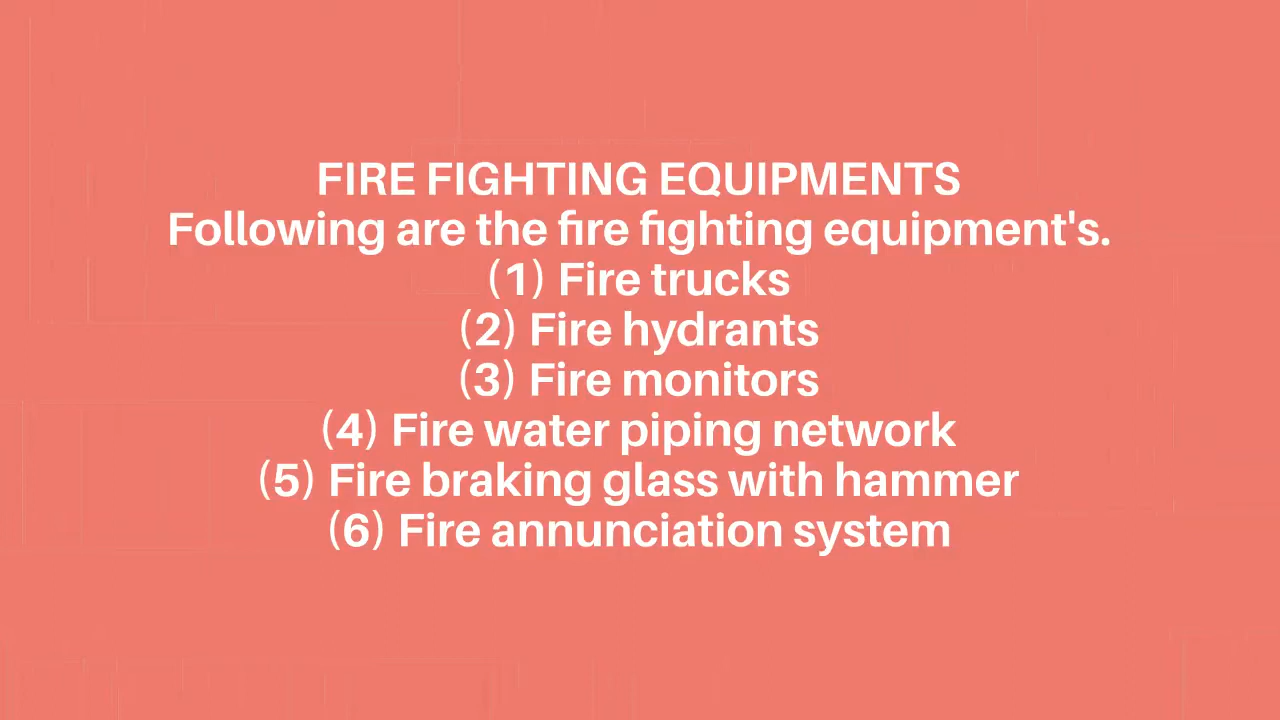 FIRE FIGHTING EQUIPMENTS
Following are the fire fighting equipment's.
(1) Fire trucks
(2) Fire hydrants
(3) Fire monitors
(4) Fire water piping network
(5) Fire braking glass with hammer
(6) Fire annunciation system